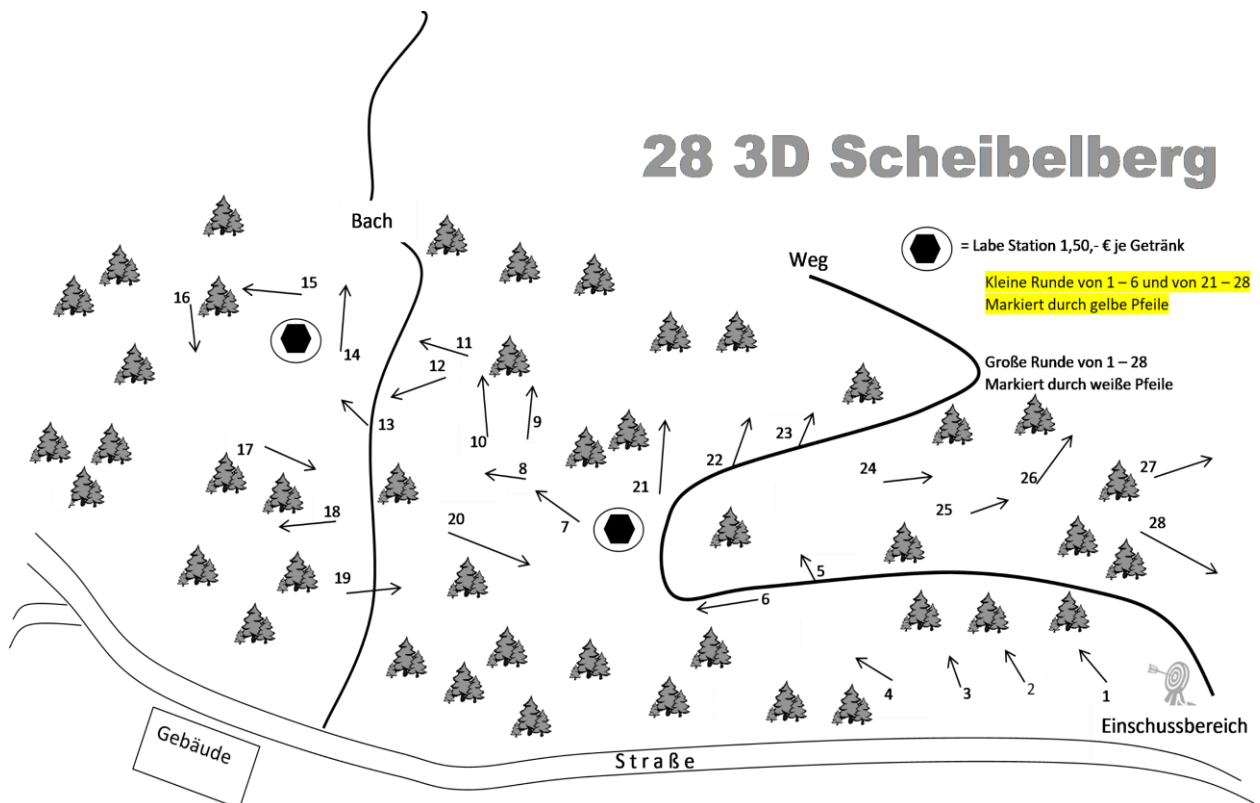 28 3D Scheibelberg
Bach
= Labe Station 1,50,- € je Getränk
Weg
Kleine Runde von 1 – 6 und von 21 – 28
Markiert durch gelbe Pfeile
Große Runde von 1 – 28
Markiert durch weiße Pfeile
15
16
14
11
12
13
10
9
23
22
17
8
24
26
27
21
25
18
20
7
28
19
5
6
4
3
2
1
Einschussbereich
Gebäude
Straße